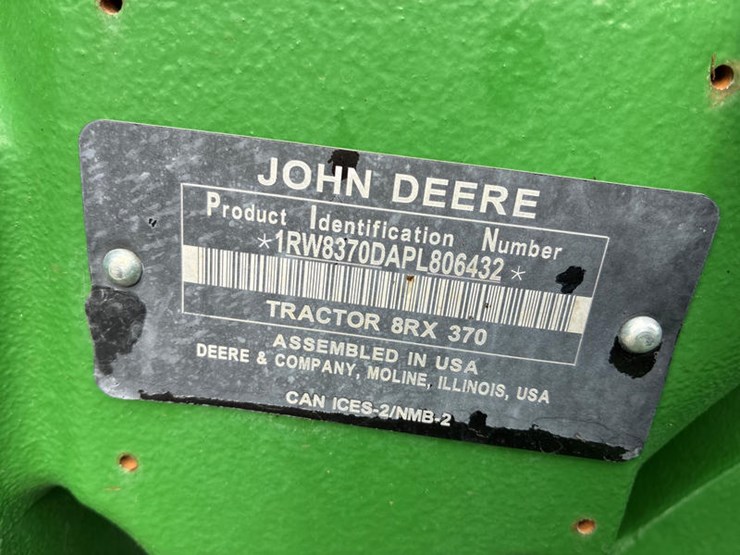 JOHN DEERE
Product Identification Number
*1RW8370DAPL806432*
TRACTOR 8RX 370
ASSEMBLED IN USA
DEERE & COMPANY, MOLINE, ILLINOIS, USA
CAN ICES-2/NMB-2